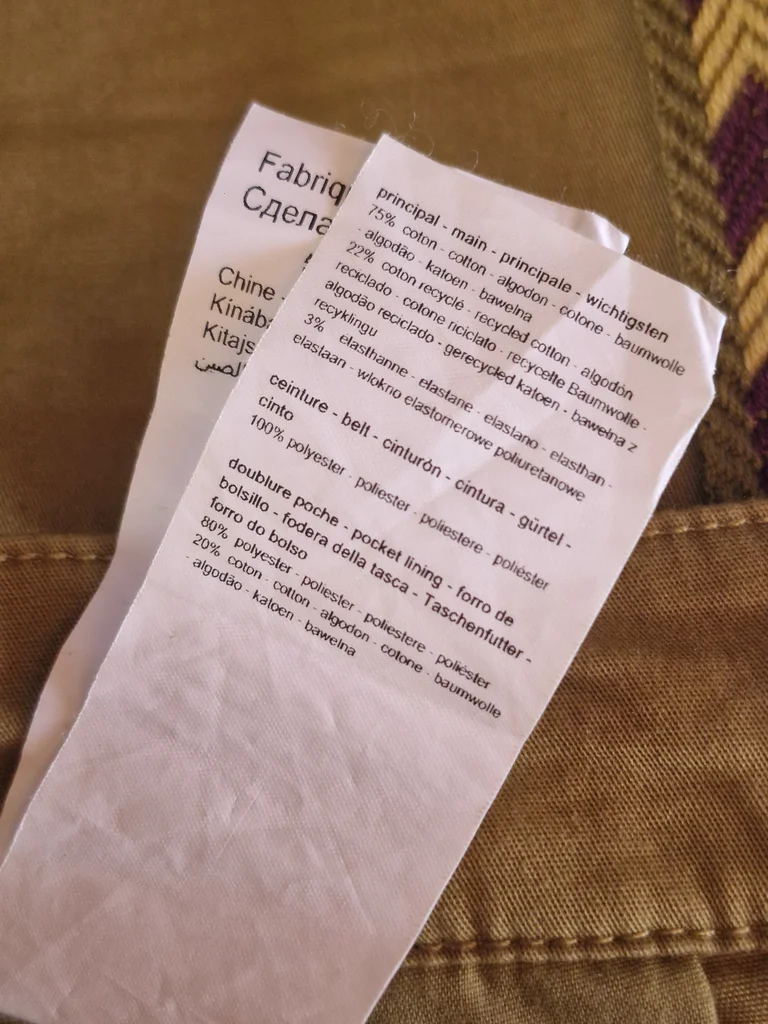 Fabriq
Сдела
Chine -
Kínáb
Kitajs
الصين
principal - main - principale - wichtigsten
75% coton - cotton - algodon - cotone - baumwolle
- algodão - katoen - bawełna
22% coton recyclé - recycled cotton - algodón
reciclado - cotone riciclato - recycelte Baumwolle -
algodão reciclado - gerecycled katoen - bawełna z
recyklingu
3% elasthanne - elastane - elastano - elasthan -
elastaan - włókno elastomerowe poliuretanowe
ceinture - belt - cinturón - cintura - gürtel -
cinto
100% polyester - poliester - poliestere - poliéster
doublure poche - pocket lining - forro de
bolsillo - fodera della tasca - Taschenfutter -
forro do bolso
80% polyester - poliester - poliestere - poliéster
20% coton - cotton - algodon - cotone - baumwolle
- algodão - katoen - bawełna